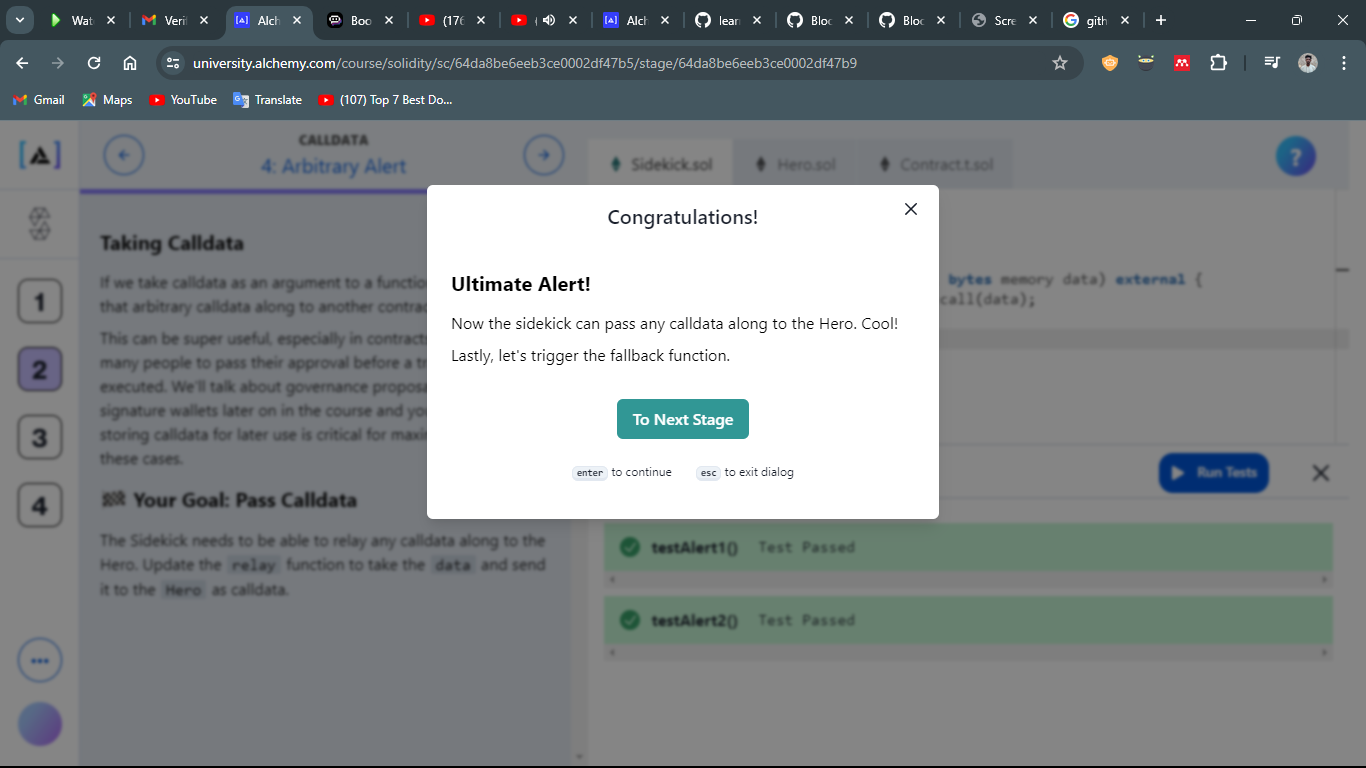 Wat
Veri
Alch
Boo
(176
(
Alch
lear
Bloc
Bloc
Scre
gith
university.alchemy.com/course/solidity/sc/64da8be6eeb3ce0002df47b5/stage/64da8be6eeb3ce0002df47b9
Gmail
Maps
YouTube
Translate
(107) Top 7 Best Do...
CALLDATA
4: Arbitrary Alert
Sidekick.sol
Hero.sol
Contract.t.sol
?
1
2
3
4
Taking Calldata
If we take calldata as an argument to a functio
that arbitrary calldata along to another contrac
This can be super useful, especially in contract
many people to pass their approval before a tr
executed. We'll talk about governance propos
signature wallets later on in the course and yo
storing calldata for later use is critical for maxi
these cases.
Your Goal: Pass Calldata
The Sidekick needs to be able to relay any calldata along to the
Hero. Update the relay function to take the data and send
it to the Hero as calldata.
bytes memory data) external {
call(data);
Congratulations!
Ultimate Alert!
Now the sidekick can pass any calldata along to the Hero. Cool!
Lastly, let's trigger the fallback function.
To Next Stage
enter to continue
esc to exit dialog
Run Tests
testAlert1() Test Passed
testAlert2() Test Passed